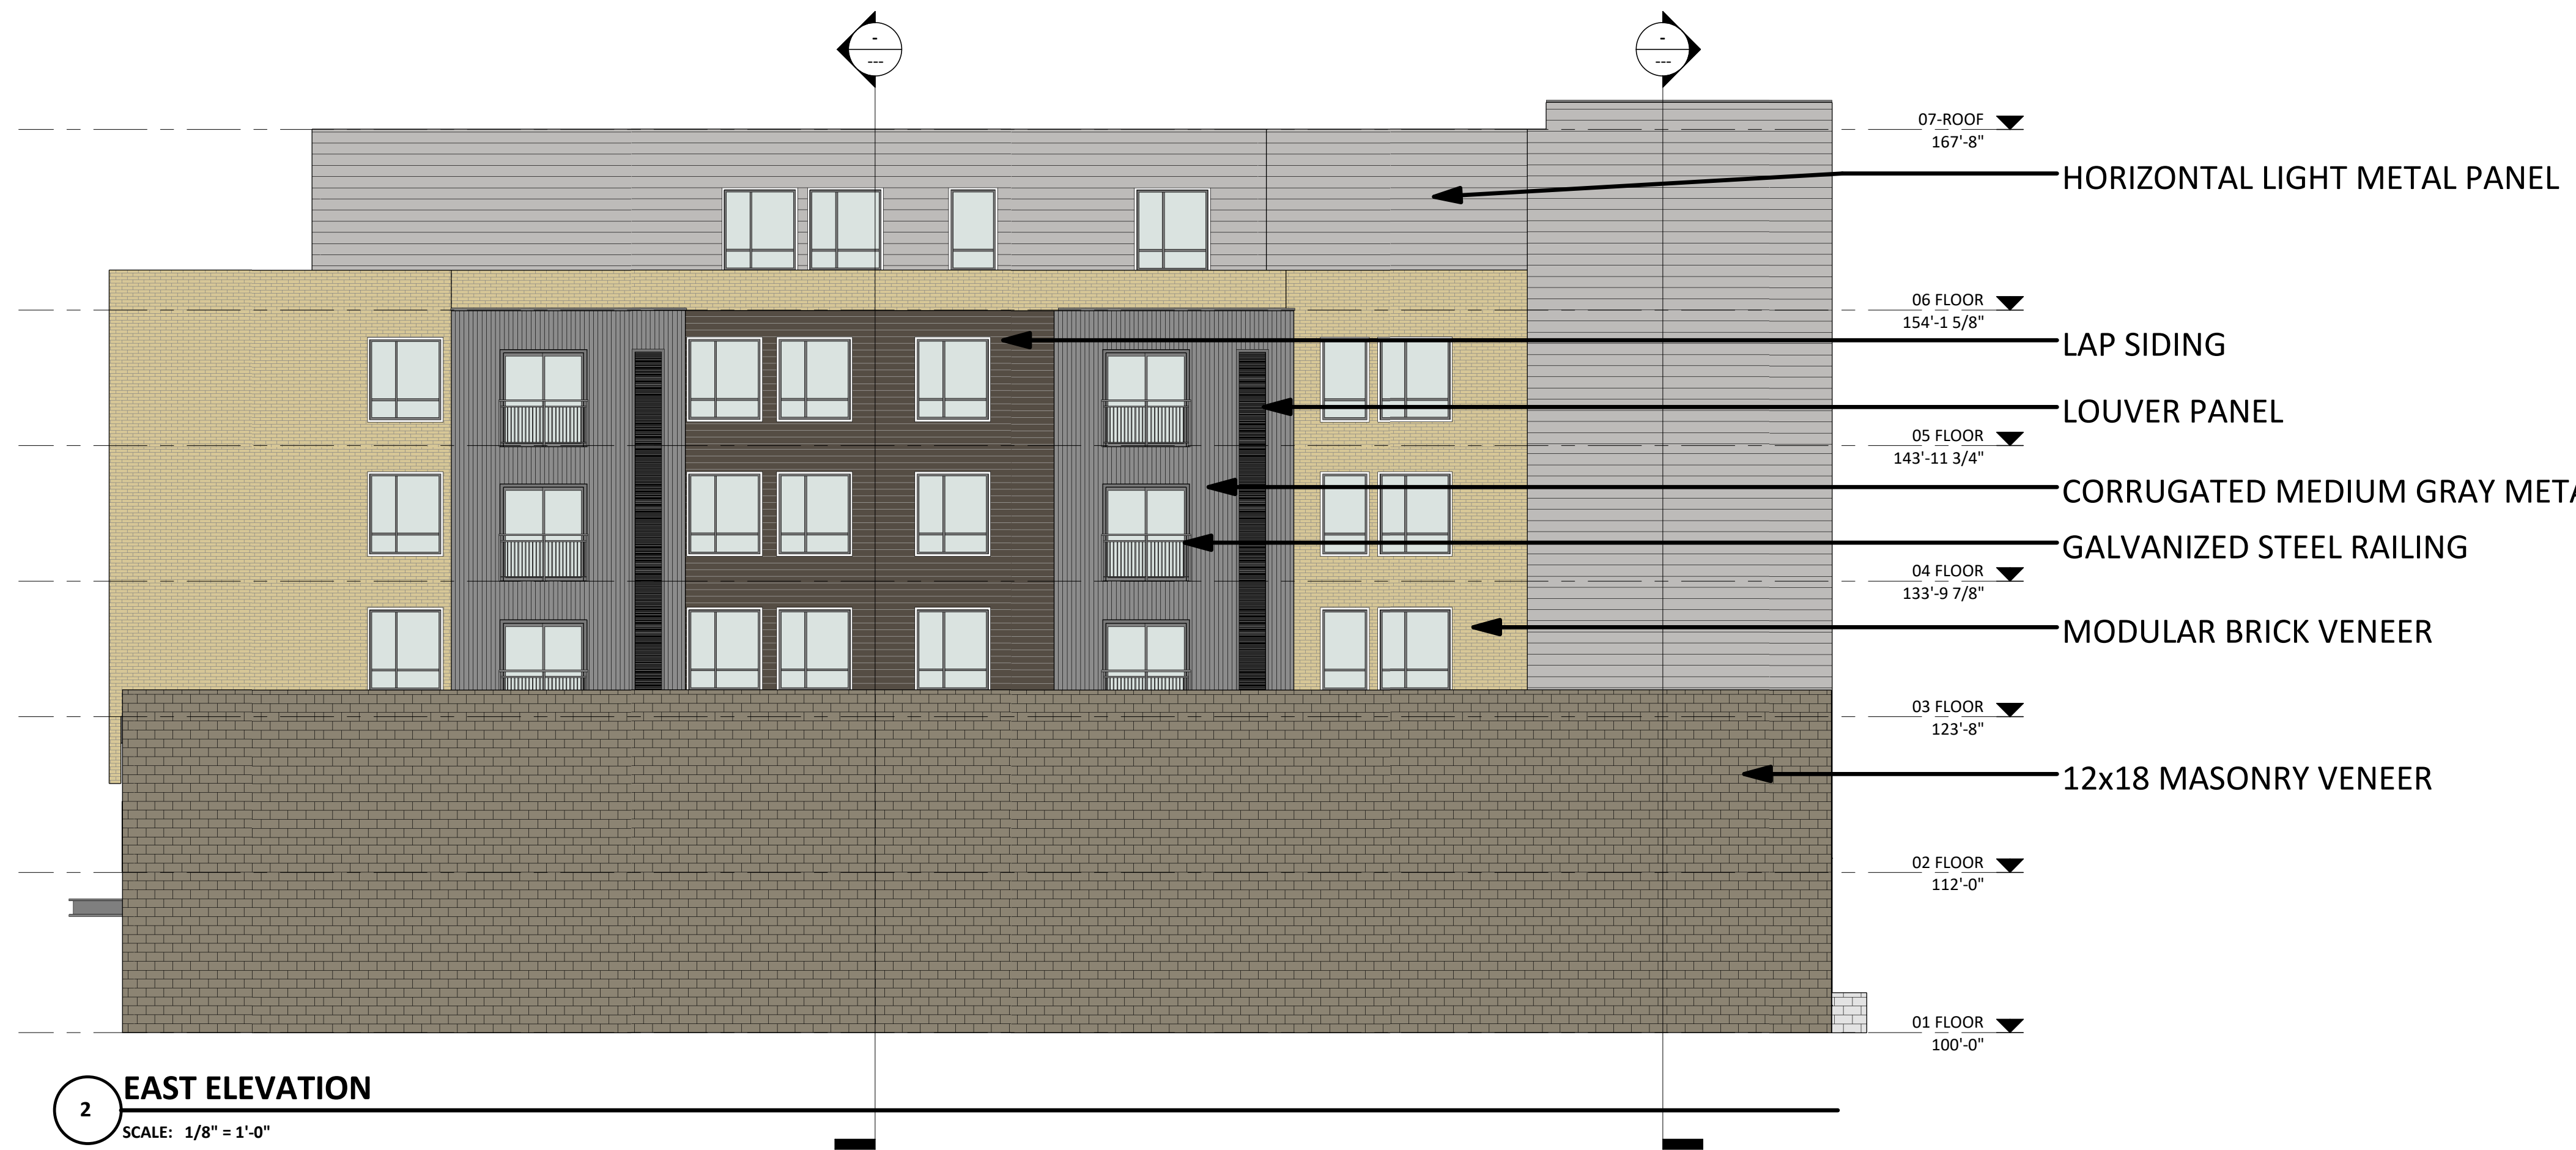 -
---
-
---
07-ROOF
167'-8"
HORIZONTAL LIGHT METAL PANEL
06 FLOOR
154'-1 5/8"
LAP SIDING
LOUVER PANEL
05 FLOOR
143'-11 3/4"
CORRUGATED MEDIUM GRAY META
GALVANIZED STEEL RAILING
04 FLOOR
133'-9 7/8"
MODULAR BRICK VENEER
03 FLOOR
123'-8"
12x18 MASONRY VENEER
02 FLOOR
112'-0"
01 FLOOR
100'-0"
2
EAST ELEVATION
SCALE: 1/8" = 1'-0"